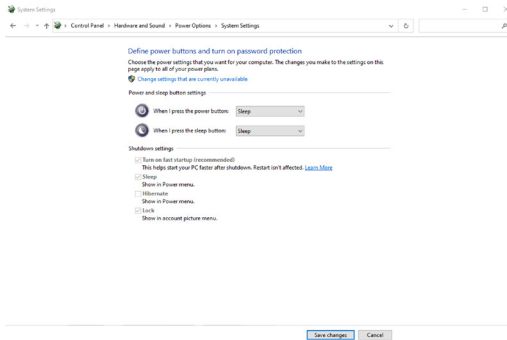 System Settings
Control Panel > Hardware and Sound > Power Options > System Settings
Define power buttons and turn on password protection
Choose the power settings that you want for your computer. The changes you make to the settings on this
page apply to all of your power plans.
Change settings that are currently unavailable
Power and sleep button settings
When I press the power button: Sleep
When I press the sleep button: Sleep
Shutdown settings
Turn on fast startup (recommended)
This helps start your PC faster after shutdown. Restart isn't affected. Learn More
Sleep
Show in Power menu.
Hibernate
Show in Power menu.
Lock
Show in account picture menu.
Save changes Cancel